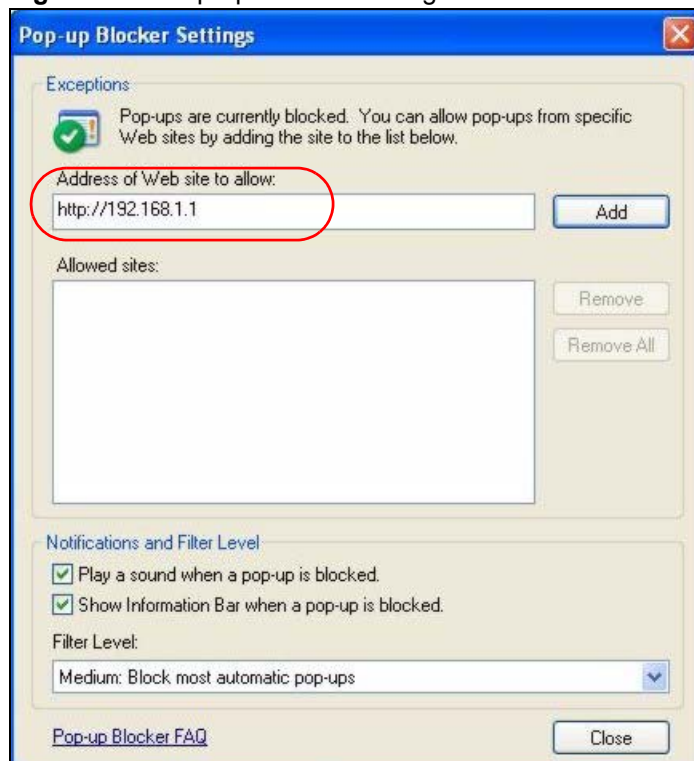 Pop-up Blocker Settings
Exceptions
Pop-ups are currently blocked. You can allow pop-ups from specific
Web sites by adding the site to the list below.
Address of Web site to allow:
http://192.168.1.1
Add
Allowed sites:
Remove
Remove All
Notifications and Filter Level
Play a sound when a pop-up is blocked.
Show Information Bar when a pop-up is blocked.
Filter Level:
Medium: Block most automatic pop-ups
Pop-up Blocker FAQ
Close